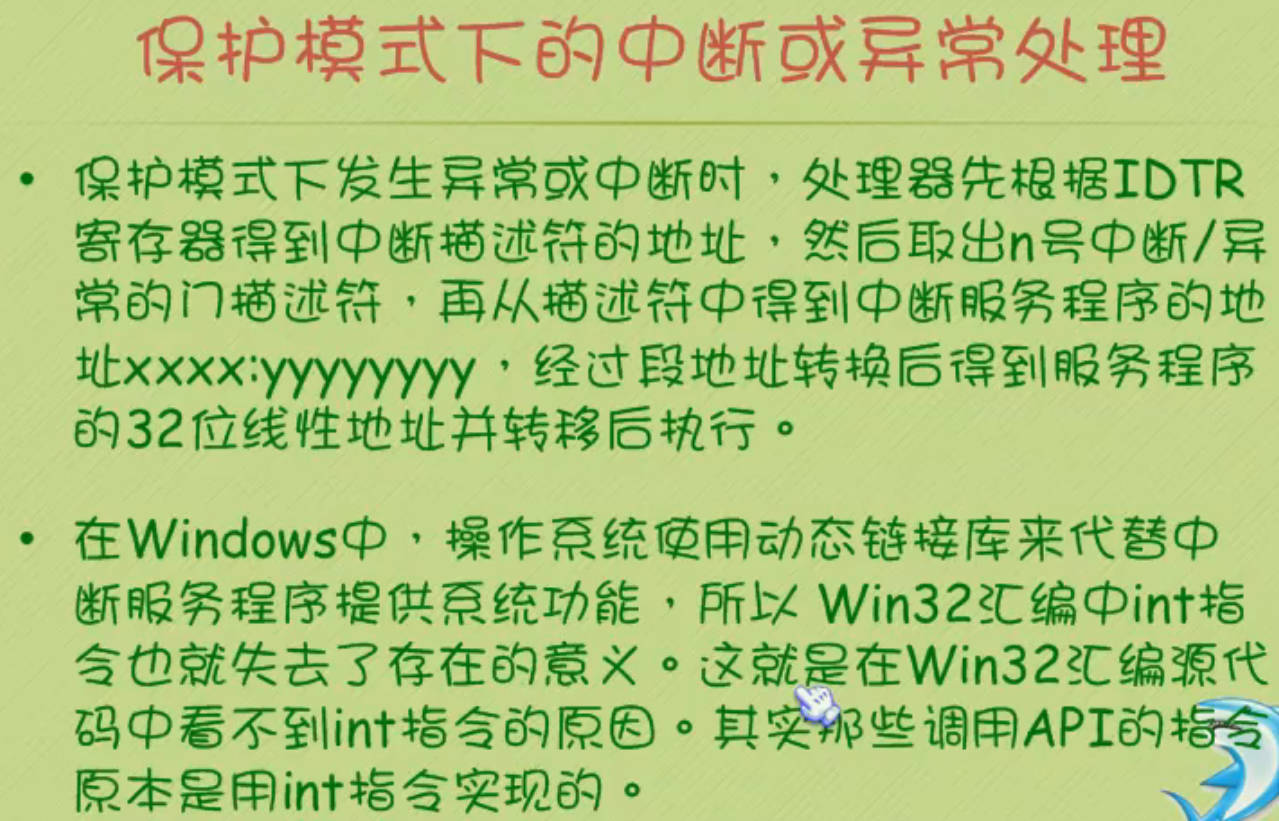 保护模式下的中断或异常处理
• 保护模式下发生异常或中断时，处理器先根据IDTR
寄存器得到中断描述符的地址，然后取出n号中断/异
常的门描述符，再从描述符中得到中断服务程序的地
址xxxx:yyyyyyyy，经过段地址转换后得到服务程序
的32位线性地址并转移后执行。
• 在Windows中，操作系统使用动态链接库来代替中
断服务程序提供系统功能，所以 Win32汇编中int指
令也就失去了存在的意义。这就是在Win32汇编源代
码中看不到int指令的原因。其实那些调用API的指令
原本是用int指令实现的。